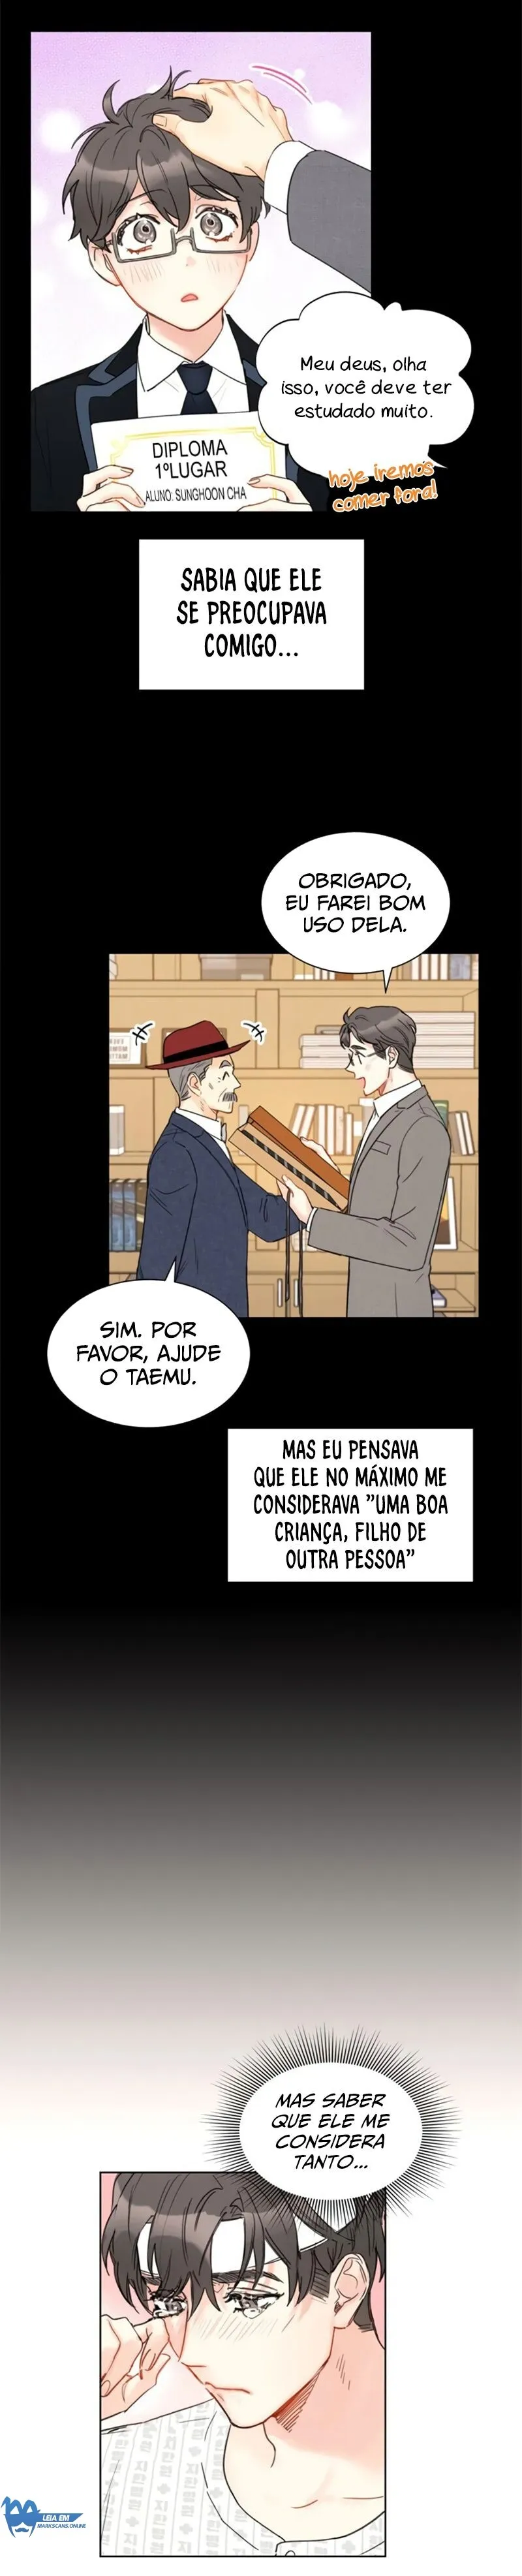 Meu deus, olha
isso, você deve ter
estudado muito.
hoje iremos
comer fora!
DIPLOMA
1ºLUGAR
ALUNO: SUNGHOON CHA
SABIA QUE ELE
SE PREOCUPAVA
COMIGO...
OBRIGADO,
EU FAREI BOM
USO DELA.
SIM. POR
FAVOR, AJUDE
O TAEMU.
MAS EU PENSAVA
QUE ELE NO MÁXIMO ME
CONSIDERAVA "UMA BOA
CRIANÇA, FILHO DE
OUTRA PESSOA"
MAS SABER
QUE ELE ME
CONSIDERA
TANTO...
LEIA EM
MARKSCANS.ONLINE